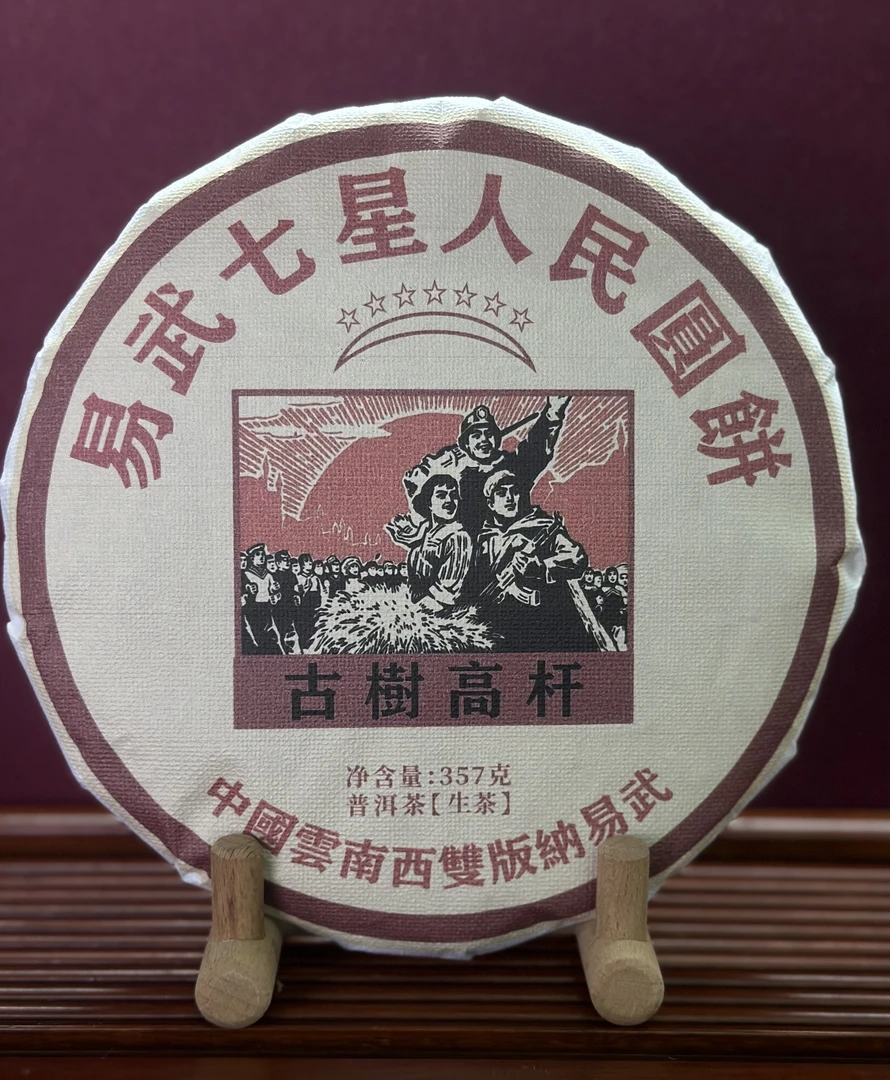 易武七星人民圓餅
古樹高杆
净含量:357克
普洱茶【生茶】
中國雲南西雙版納易武